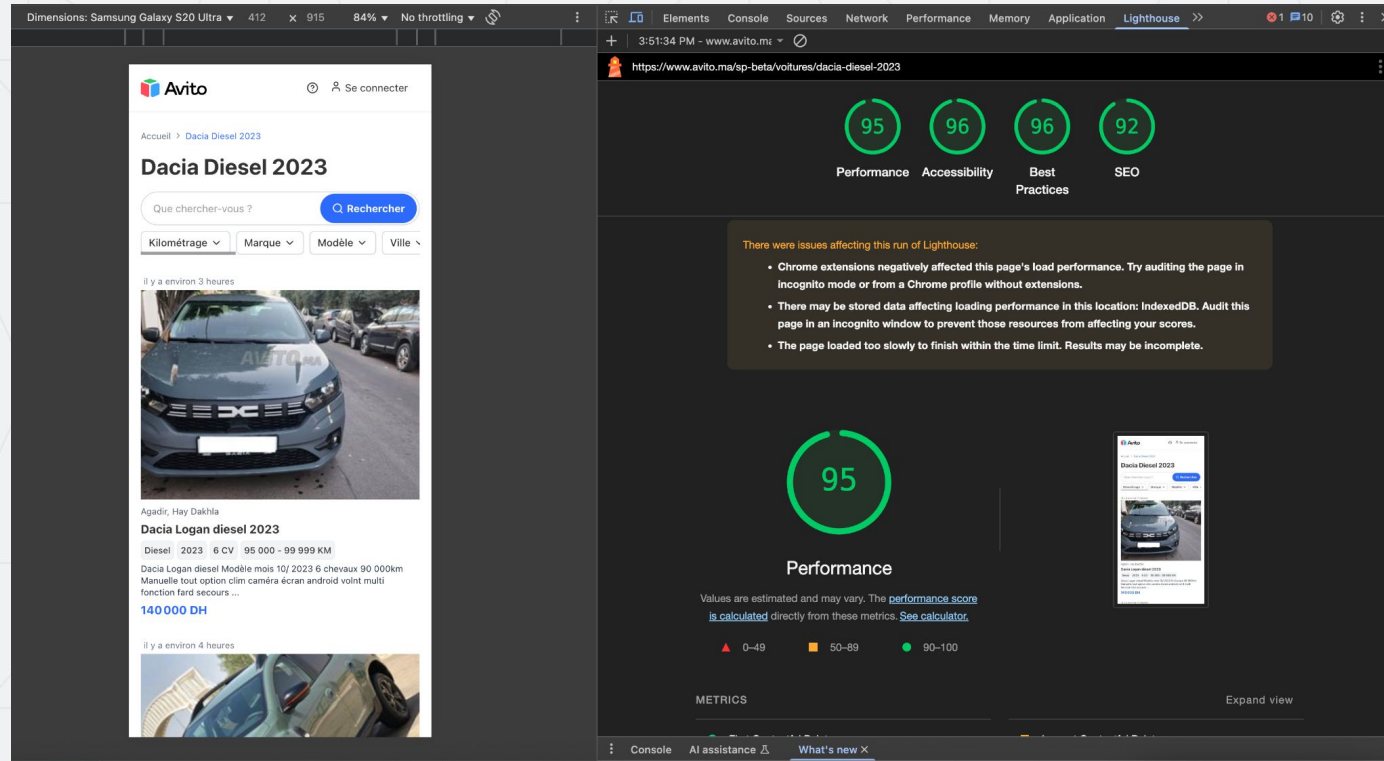 Dimensions: Samsung Galaxy S20 Ultra 412 x 915 84% No throttling
Avito
Se connecter
Accueil > Dacia Diesel 2023
Dacia Diesel 2023
Que chercher-vous ?
Rechercher
Kilométrage Marque Modèle Ville
il y a environ 3 heures
AVITO.MA
Agadir, Hay Dakhla
Dacia Logan diesel 2023
Diesel 2023 6 CV 95 000 - 99 999 KM
Dacia Logan diesel Modèle mois 10/ 2023 6 chevaux 90 000km
Manuelle tout option clim caméra écran android volnt multi
fonction fard secours ...
140 000 DH
il y a environ 4 heures
Elements Console Sources Network Performance Memory Application Lighthouse 1 10
3:51:34 PM - www.avito.ma
https://www.avito.ma/sp-beta/voitures/dacia-diesel-2023
95 96 96 92
Performance Accessibility Best Practices SEO
There were issues affecting this run of Lighthouse:
• Chrome extensions negatively affected this page's load performance. Try auditing the page in
incognito mode or from a Chrome profile without extensions.
• There may be stored data affecting loading performance in this location: IndexedDB. Audit this
page in an incognito window to prevent those resources from affecting your scores.
• The page loaded too slowly to finish within the time limit. Results may be incomplete.
95
Performance
Values are estimated and may vary. The performance score
is calculated directly from these metrics. See calculator.
0–49 50–89 90–100
METRICS
Expand view
Console AI assistance What's new